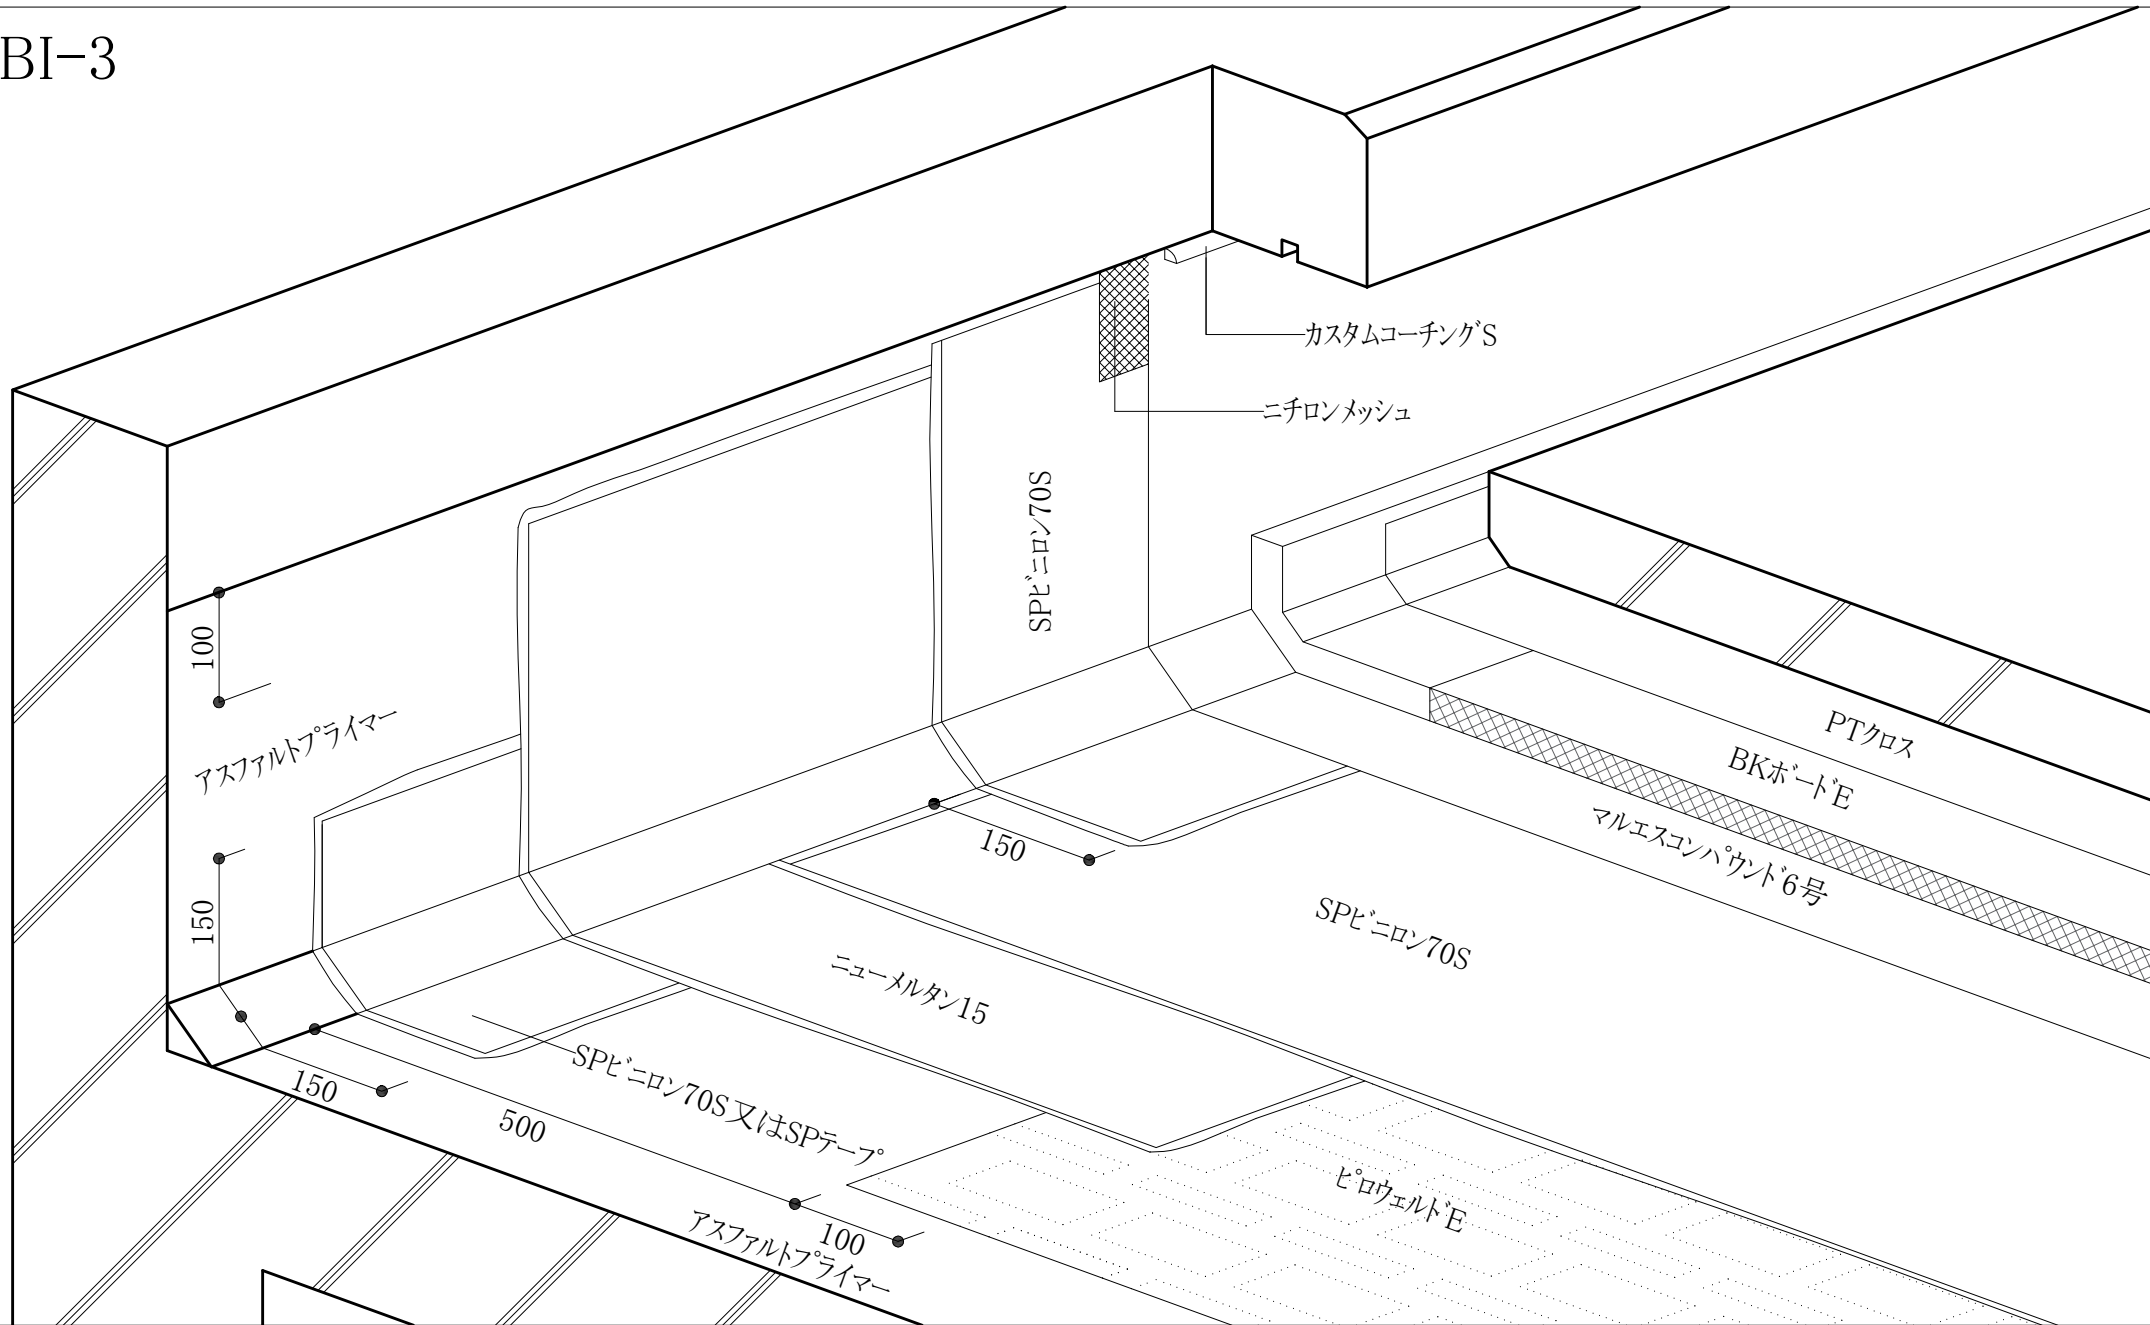 BI-3
カスタムコーチングS
ニチロンメッシュ
SPビニロン70S
100
アスファルトプライマー
150
150
PTクロス
BKボードE
マルエスコンパウンド6号
SPビニロン70S
ニューメルタン15
SPビニロン70S又はSPテープ
150
500
100
アスファルトプライマー
ピロウェルドE